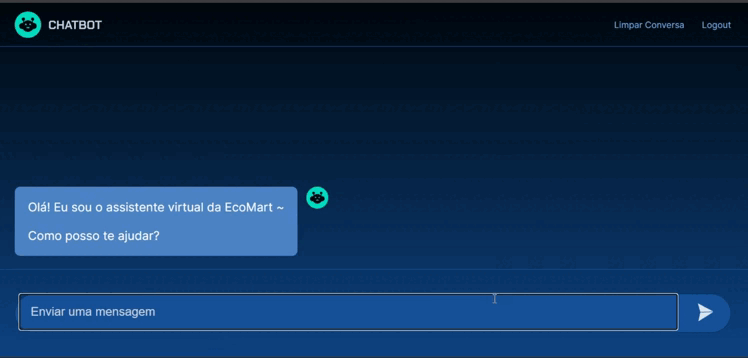 CHATBOT
Limpar Conversa
Logout
Olá! Eu sou o assistente virtual da EcoMart ~
Como posso te ajudar?
Enviar uma mensagem